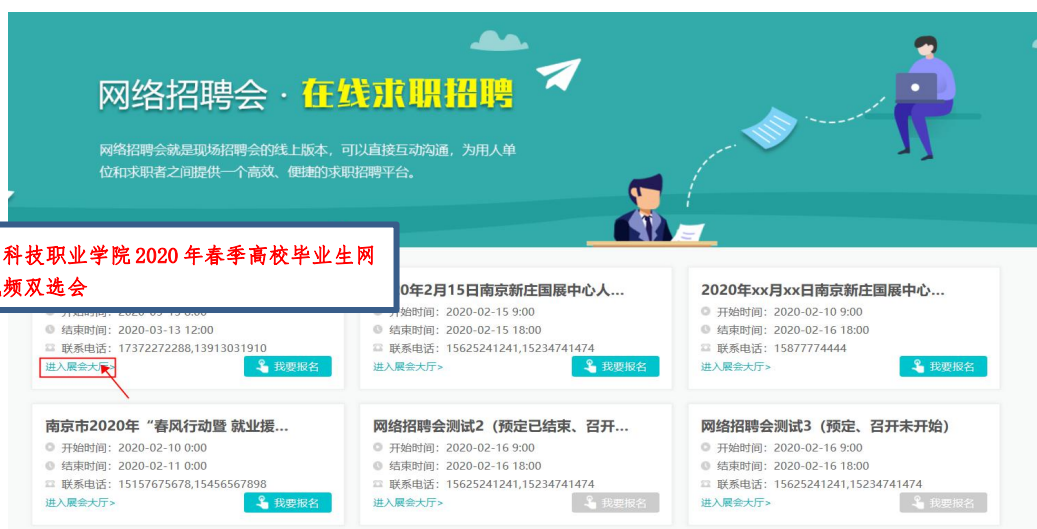 网络招聘会·在线求职招聘
网络招聘会就是现场招聘会的线上版本，可以直接互动沟通，为用人单
位和求职者之间提供一个高效、便捷的求职招聘平台。
科技职业学院2020年春季高校毕业生网
频双选会
结束时间：2020-03-13 12:00
联系电话：17372272288,13913031910
进入展会大厅>
我要报名
0年2月15日南京新庄国展中心人...
开始时间：2020-02-15 9:00
结束时间：2020-02-15 18:00
联系电话：15625241241,15234741474
进入展会大厅>
我要报名
2020年xx月xx日南京新庄国展中心...
开始时间：2020-02-10 9:00
结束时间：2020-02-16 18:00
联系电话：15877774444
进入展会大厅>
我要报名
南京市2020年“春风行动暨 就业援...
开始时间：2020-02-10 0:00
结束时间：2020-02-11 0:00
联系电话：15157675678,15456567898
进入展会大厅>
我要报名
网络招聘会测试2（预定已结束、召开...
开始时间：2020-02-16 9:00
结束时间：2020-02-16 18:00
联系电话：15625241241,15234741474
进入展会大厅>
我要报名
网络招聘会测试3（预定、召开未开始）
开始时间：2020-02-16 9:00
结束时间：2020-02-16 18:00
联系电话：15625241241,15234741474
进入展会大厅>
我要报名